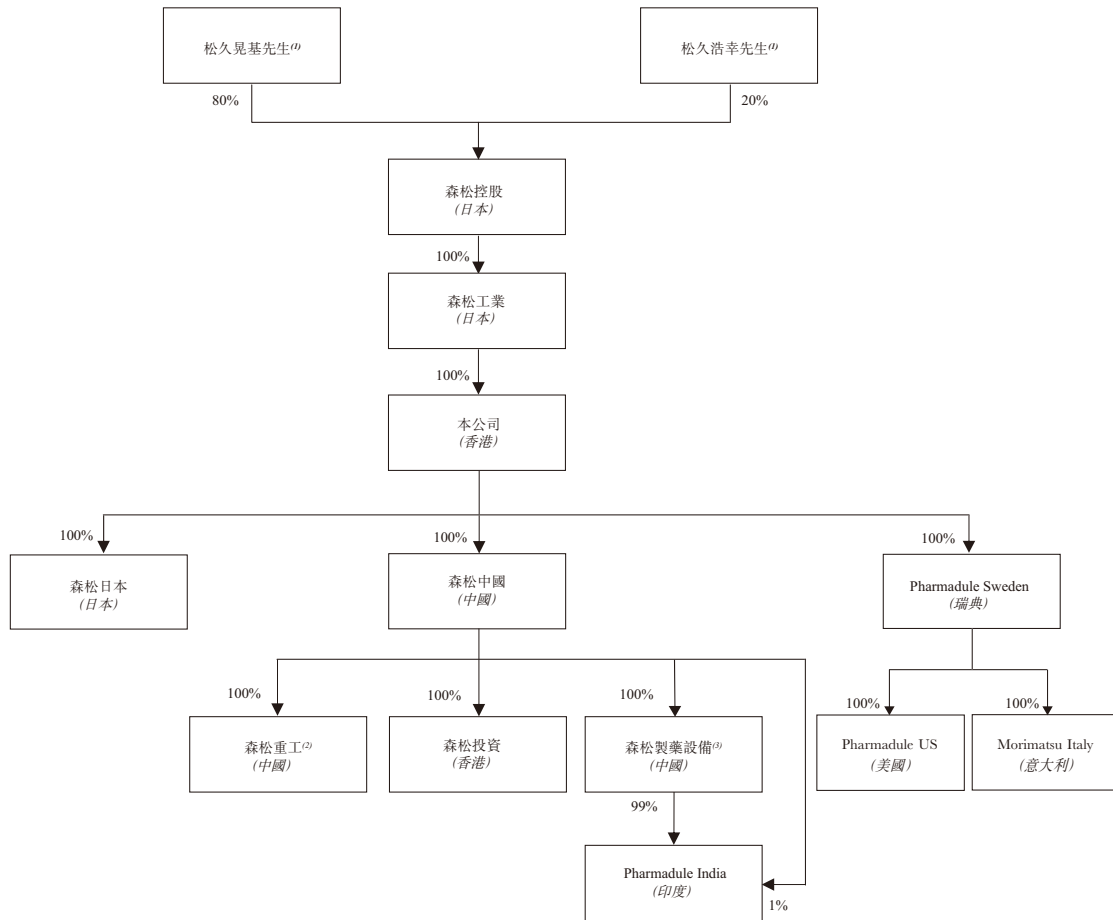 松久晃基先生(1)
松久浩幸先生(1)
80%
20%
森松控股
(日本)
100%
森松工業
(日本)
100%
本公司
(香港)
100%
100%
100%
森松日本
(日本)
森松中國
(中國)
Pharmadule Sweden
(瑞典)
100%
100%
100%
100%
100%
森松重工(2)
(中國)
森松投資
(香港)
森松製藥設備(3)
(中國)
Pharmadule US
(美國)
Morimatsu Italy
(意大利)
99%
Pharmadule India
(印度)
1%